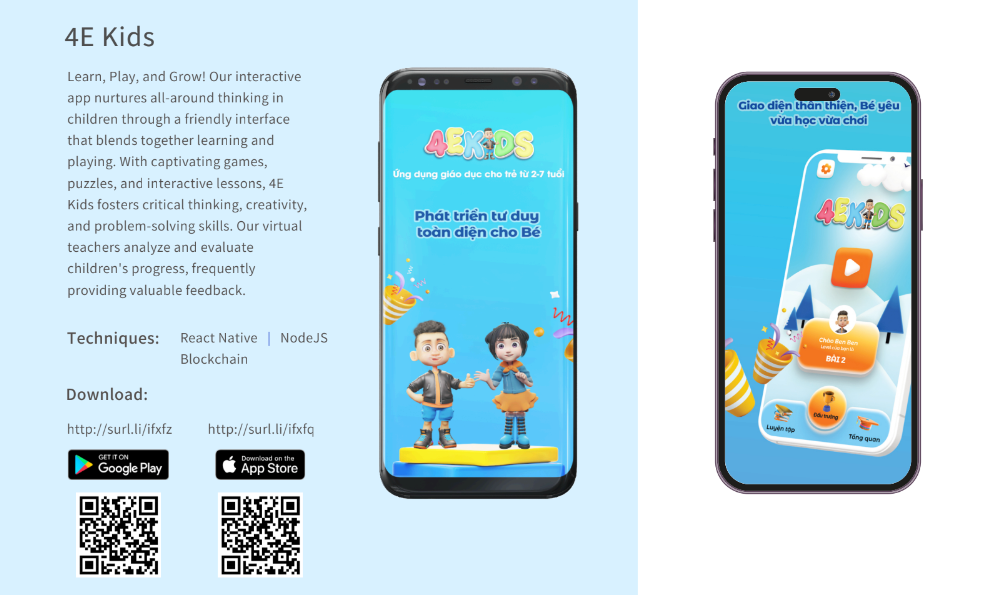 4E Kids
Learn, Play, and Grow! Our interactive
app nurtures all-around thinking in
children through a friendly interface
that blends together learning and
playing. With captivating games,
puzzles, and interactive lessons, 4E
Kids fosters critical thinking, creativity,
and problem-solving skills. Our virtual
teachers analyze and evaluate
children's progress, frequently
providing valuable feedback.
Techniques:
React Native | NodeJS
Blockchain
Download:
http://surl.li/ifxfz
http://surl.li/ifxfq
GET IT ON
Google Play
Download on the
App Store
4EKIDS
Ứng dụng giáo dục cho trẻ từ 2-7 tuổi
Phát triển tư duy
toàn diện cho Bé
Giao diện thân thiện, Bé yêu
vừa học vừa chơi
4EKIDS
Chào Ben Ben
BÀI 2
Luyện tập
Đấu trường
Tổng quan